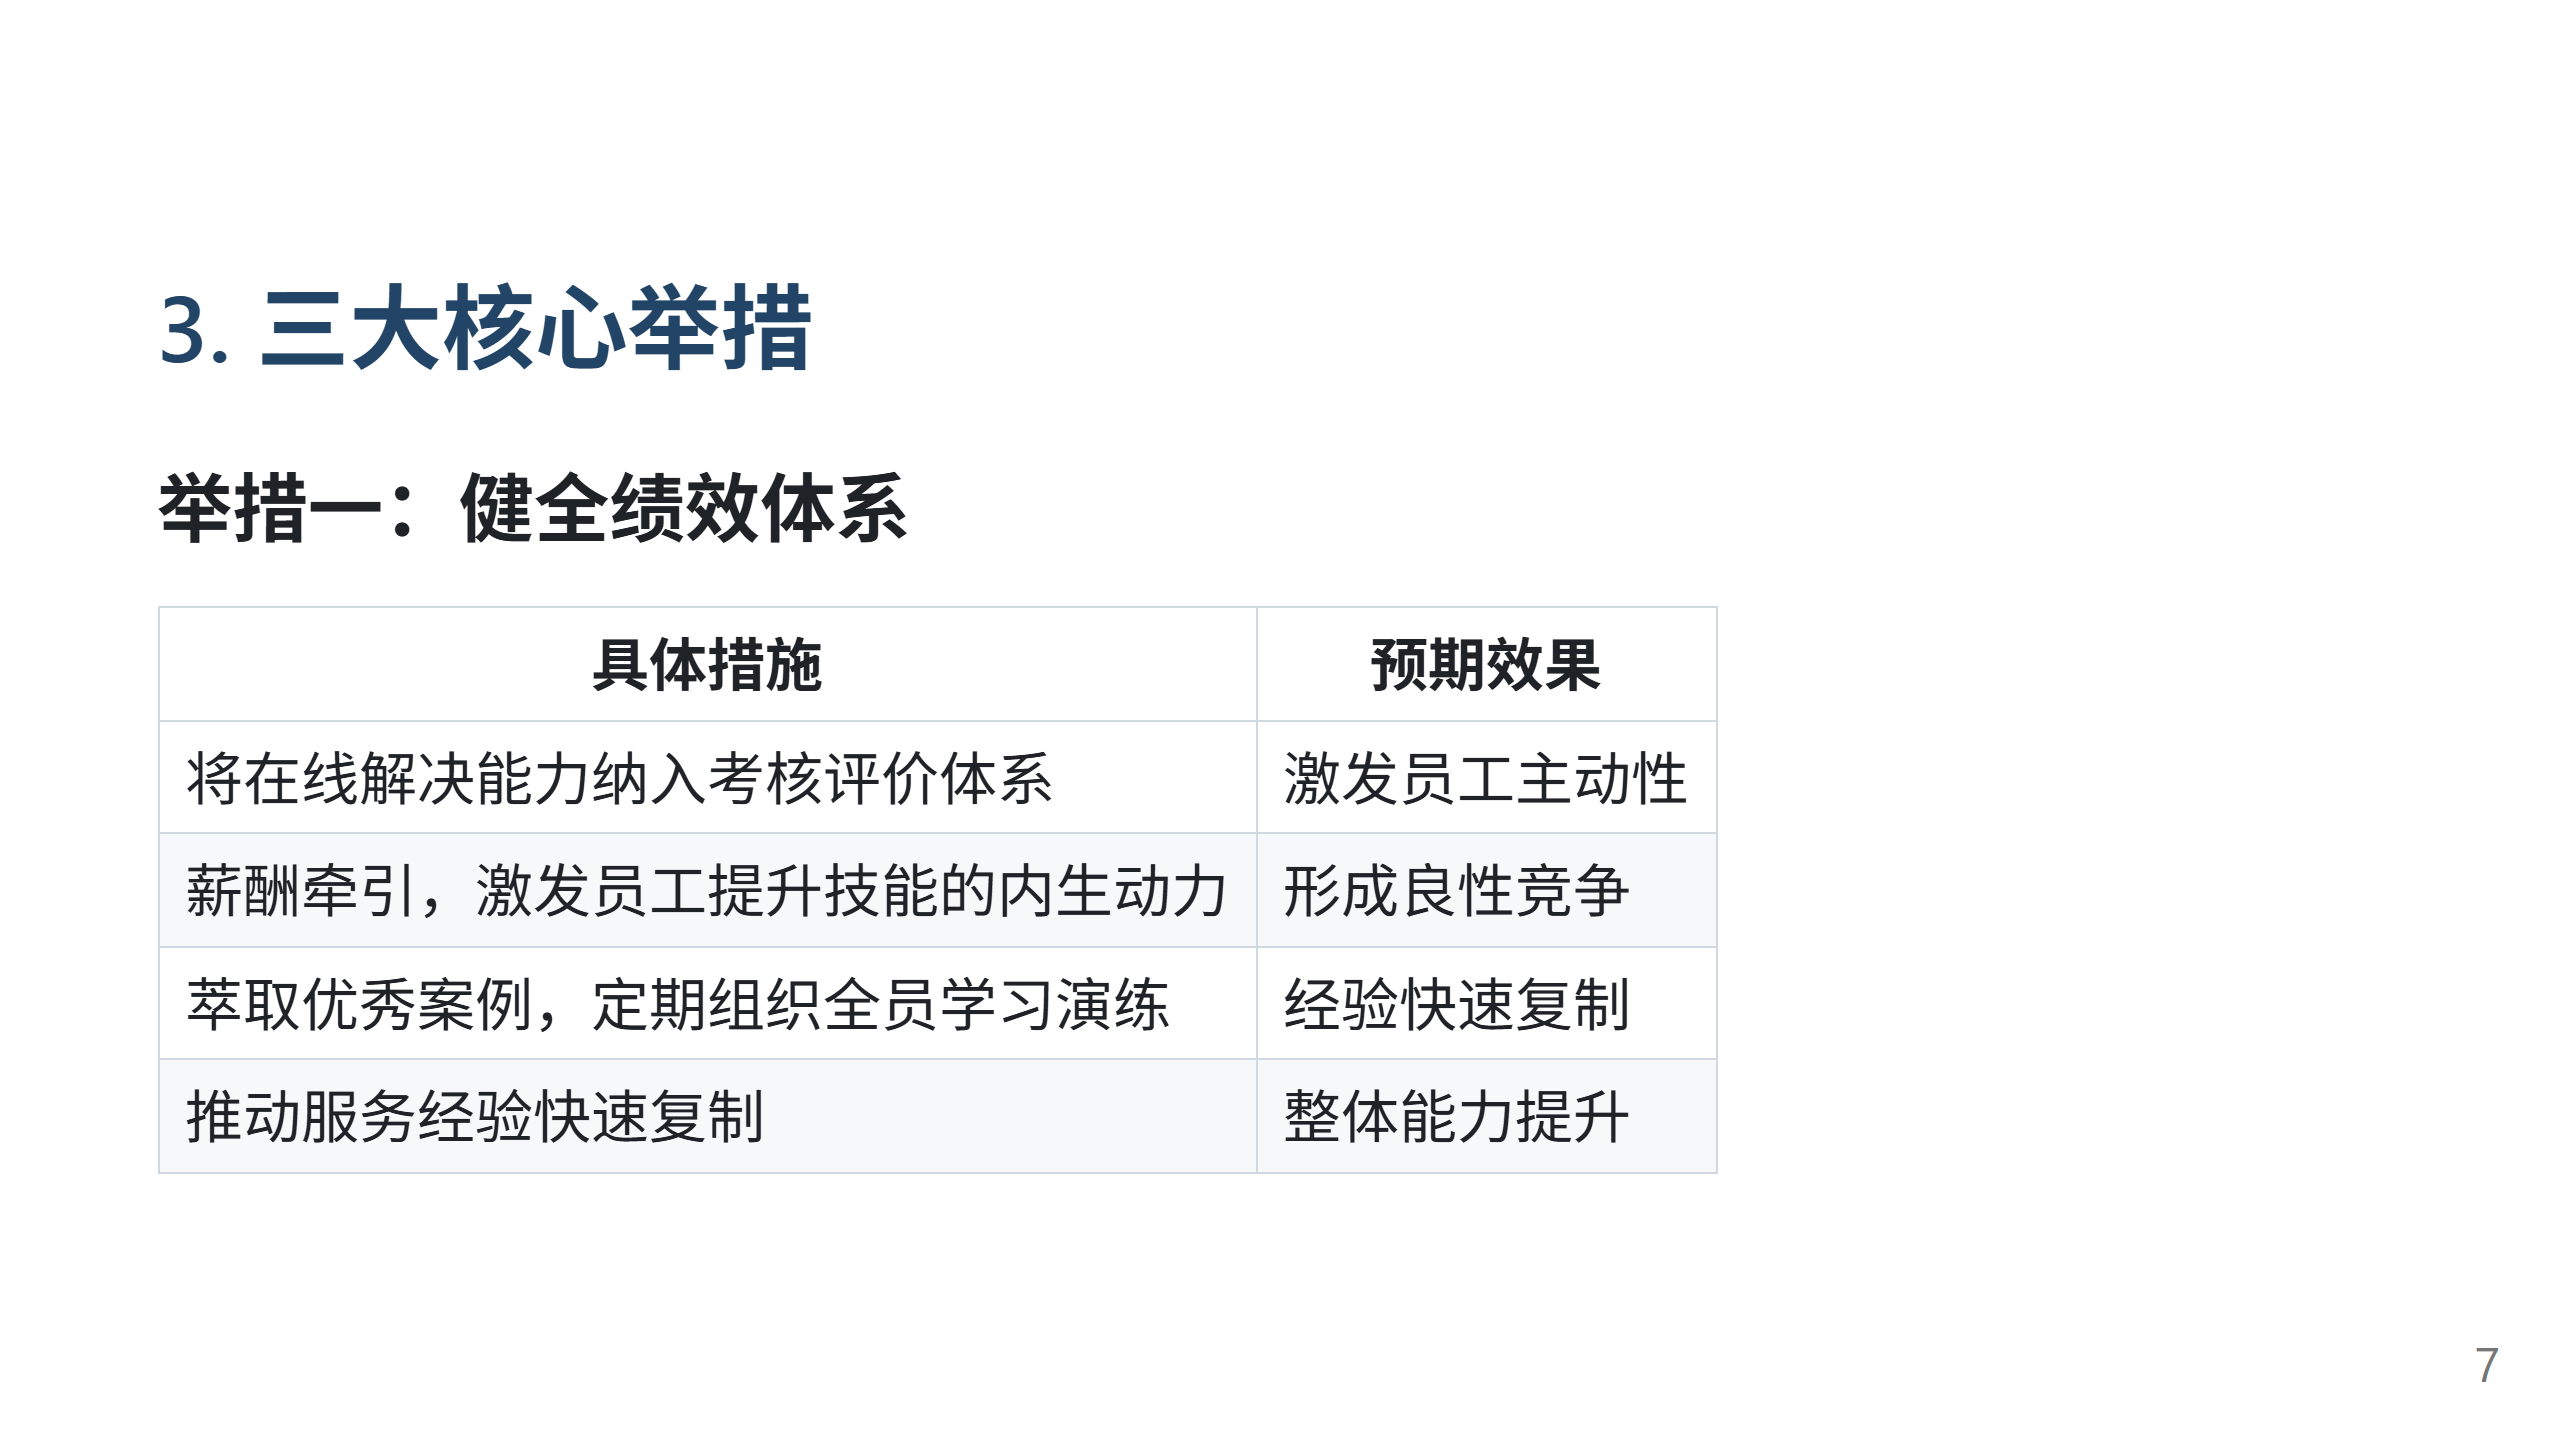 3. 三大核心举措
举措一：健全绩效体系
具体措施 预期效果
将在线解决能力纳入考核评价体系 激发员工主动性
薪酬牵引，激发员工提升技能的内生动力 形成良性竞争
萃取优秀案例，定期组织全员学习演练 经验快速复制
推动服务经验快速复制 整体能力提升
7